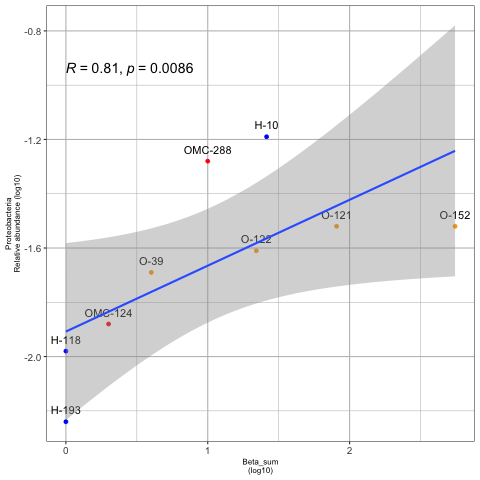 -0.8
R = 0.81, p = 0.0086
H-10
-1.2
OMC-288
O-121
O-152
O-122
-1.6
O-39
OMC-124
H-118
-2.0
H-193
Proteobacteria
Relative abundance (log10)
0
1
2
Beta_sum
(log10)